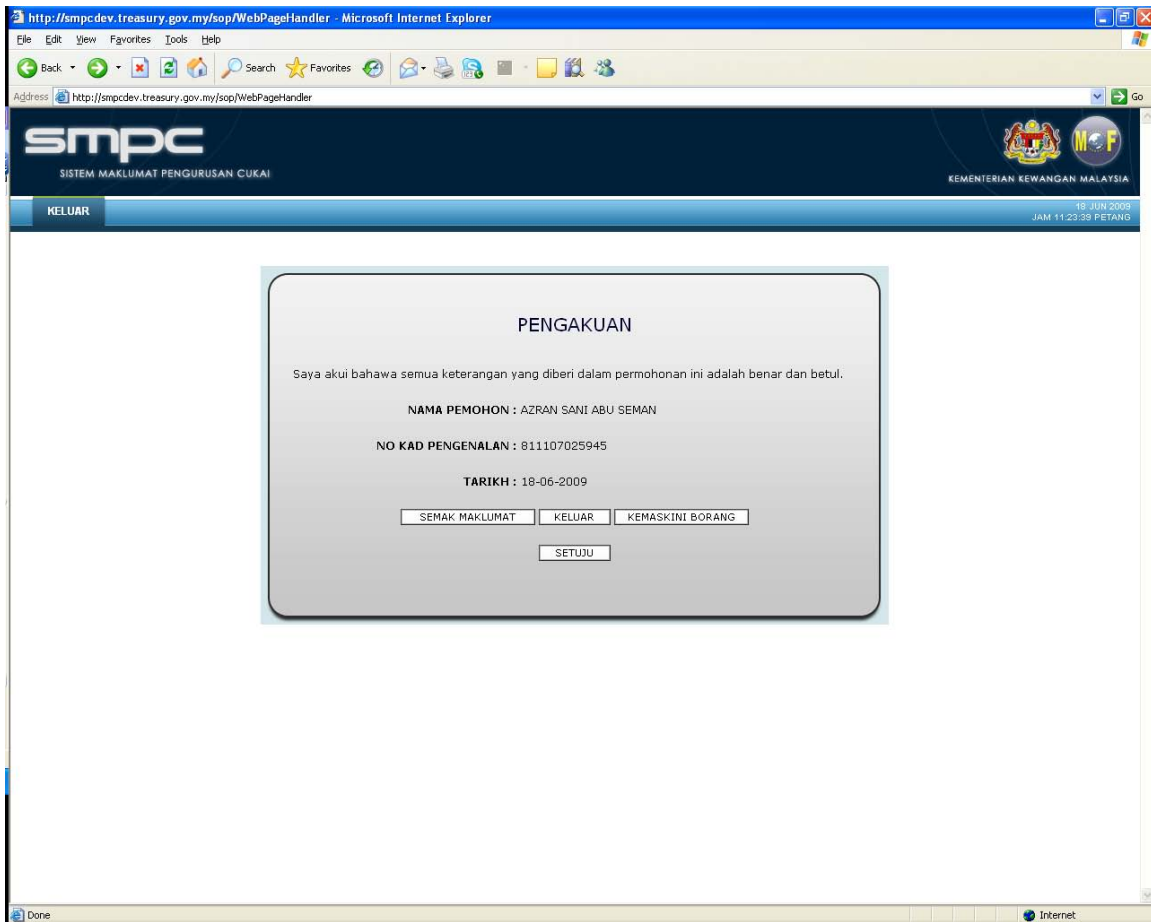 http://smpcdev.treasury.gov.my/sop/WebPageHandler - Microsoft Internet Explorer
File Edit View Favorites Tools Help
Back Search Favorites
Address http://smpcdev.treasury.gov.my/sop/WebPageHandler Go
smpc
SISTEM MAKLUMAT PENGURUSAN CUKAI
MOF
KEMENTERIAN KEWANGAN MALAYSIA
KELUAR
18 JUN 2009
JAM 11:23:39 PETANG
PENGAKUAN
Saya akui bahawa semua keterangan yang diberi dalam permohonan ini adalah benar dan betul.
NAMA PEMOHON : AZRAN SANI ABU SEMAN
NO KAD PENGENALAN : 811107025945
TARIKH : 18-06-2009
SEMAK MAKLUMAT KELUAR KEMASKINI BORANG
SETUJU
Done Internet